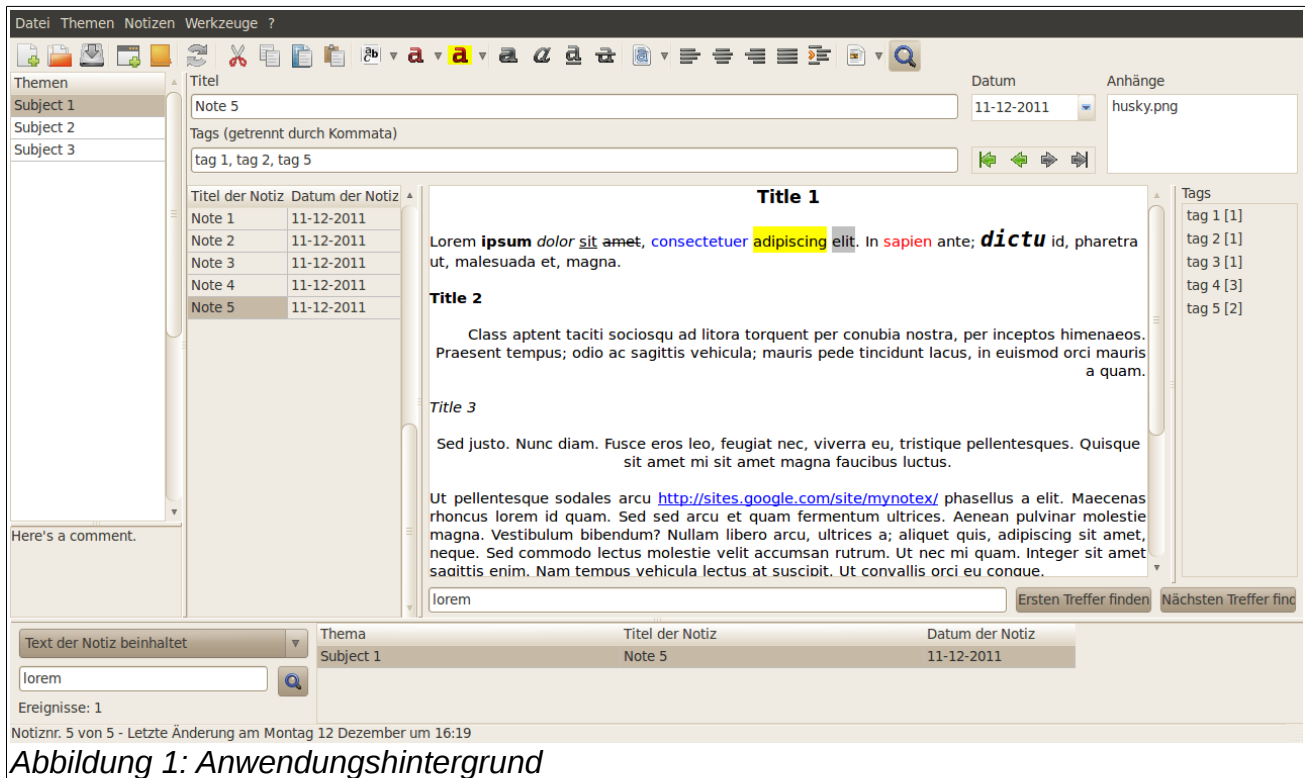 Datei Themen Notizen Werkzeuge ?
Themen
Subject 1
Subject 2
Subject 3
Here's a comment.
Titel
Note 5
Tags (getrennt durch Kommata)
tag 1, tag 2, tag 5
Datum
11-12-2011
Anhänge
husky.png
Titel der Notiz Datum der Notiz
Note 1 11-12-2011
Note 2 11-12-2011
Note 3 11-12-2011
Note 4 11-12-2011
Note 5 11-12-2011
Title 1
Lorem ipsum dolor sit amet, consectetuer adipiscing elit. In sapien ante; dictu id, pharetra
ut, malesuada et, magna.
Title 2
Class aptent taciti sociosqu ad litora torquent per conubia nostra, per inceptos himenaeos.
Praesent tempus; odio ac sagittis vehicula; mauris pede tincidunt lacus, in euismod orci mauris
a quam.
Title 3
Sed justo. Nunc diam. Fusce eros leo, feugiat nec, viverra eu, tristique pellentesques. Quisque
sit amet mi sit amet magna faucibus luctus.
Ut pellentesque sodales arcu http://sites.google.com/site/mynotex/ phasellus a elit. Maecenas
rhoncus lorem id quam. Sed sed arcu et quam fermentum ultrices. Aenean pulvinar molestie
magna. Vestibulum bibendum? Nullam libero arcu, ultrices a; aliquet quis, adipiscing sit amet,
neque. Sed commodo lectus molestie velit accumsan rutrum. Ut nec mi quam. Integer sit amet
sagittis enim. Nam tempus vehicula lectus at suscipit. Ut convallis orci eu congue.
Tags
tag 1 [1]
tag 2 [1]
tag 3 [1]
tag 4 [3]
tag 5 [2]
lorem
Ersten Treffer finden Nächsten Treffer find
Text der Notiz beinhaltet
lorem
Ereignisse: 1
Thema Titel der Notiz Datum der Notiz
Subject 1 Note 5 11-12-2011
Notiznr. 5 von 5 - Letzte Änderung am Montag 12 Dezember um 16:19
Abbildung 1: Anwendungshintergrund